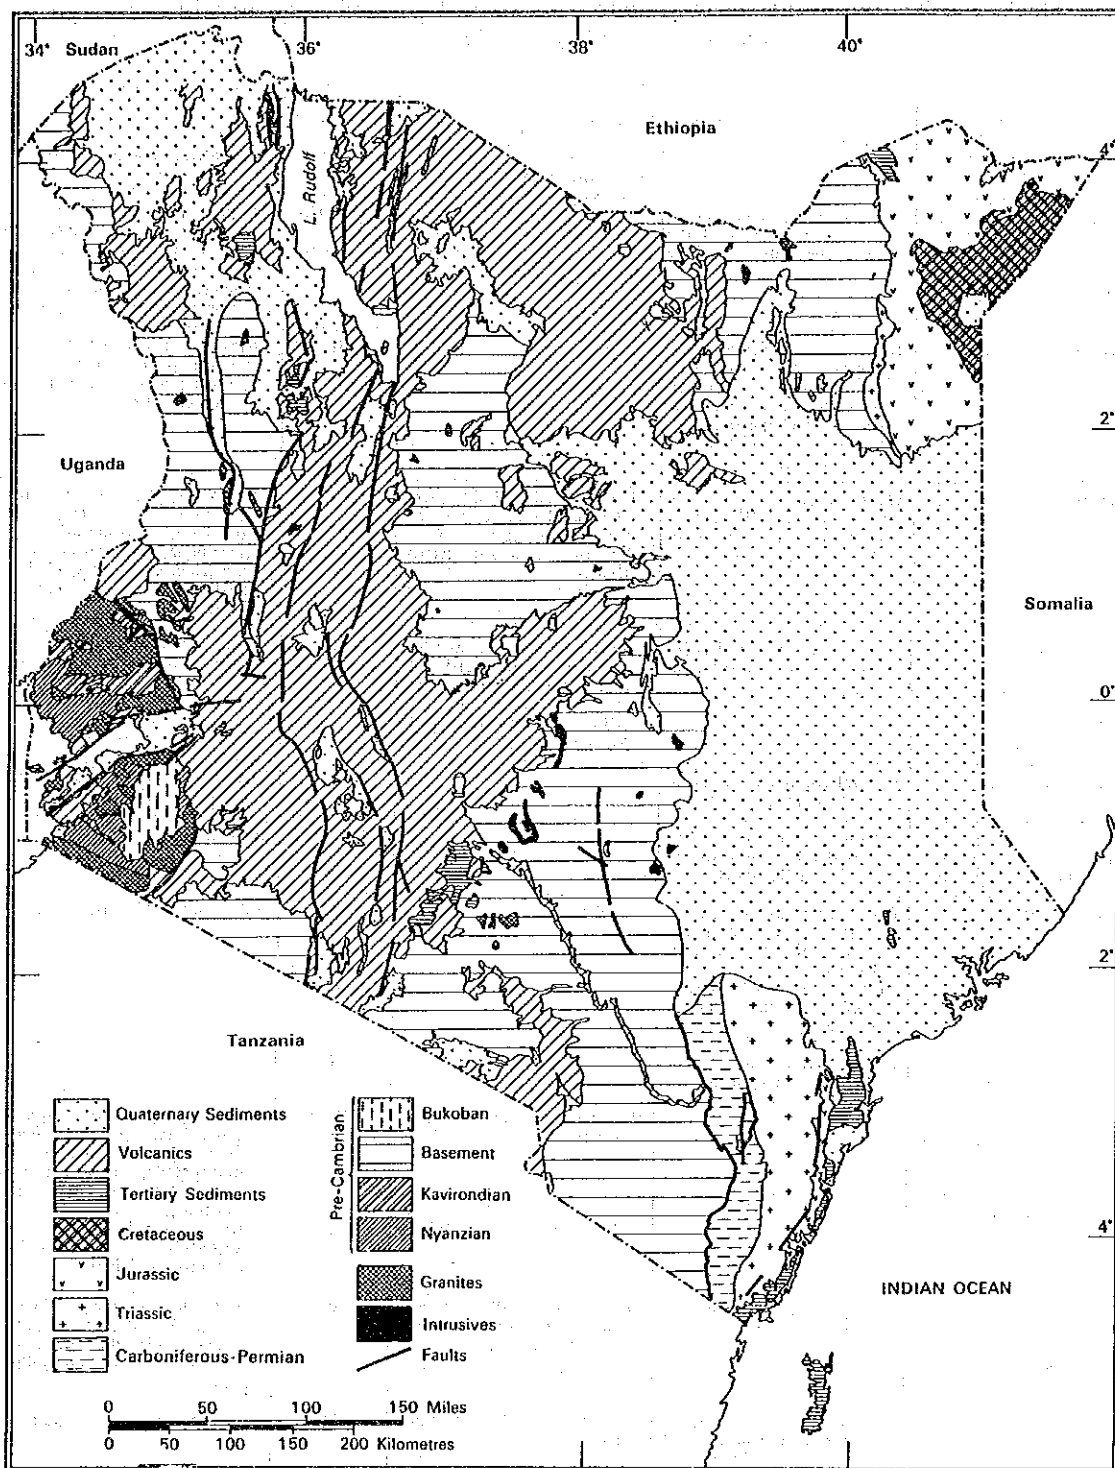 34° Sudan 36° 38° 40°
Ethiopia
4°
L. Rudolf
2°
Uganda
Somalia
0°
2°
Tanzania
Quaternary Sediments
Volcanics
Tertiary Sediments
Cretaceous
Jurassic
Triassic
Carboniferous-Permian
Pre-Cambrian
Bukoban
Basement
Kavirondian
Nyanzian
Granites
Intrusives
Faults
4°
INDIAN OCEAN
0 50 100 150 Miles
0 50 100 150 200 Kilometres